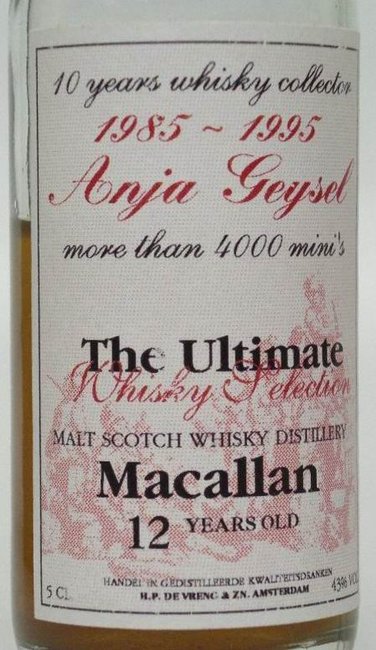 10 years whisky collector
1985 ~ 1995
Anja Geysel
more than 4000 mini's
The Ultimate
Whisky Selection
MALT SCOTCH WHISKY DISTILLERY
Macallan
12 YEARS OLD
HANDEL IN GEDISTILLEERDE KWALITEITSDRANKEN
5 CL H.P. DE VRENG & ZN. AMSTERDAM 43% VOL